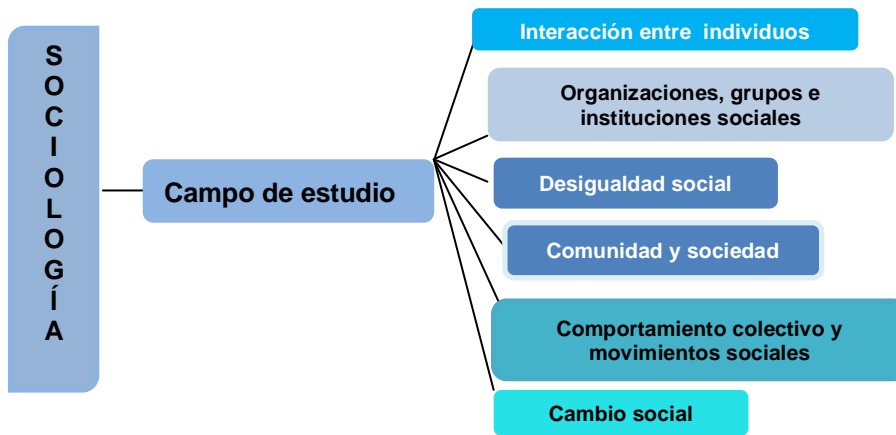 SOCIOLOGÍA
Campo de estudio
Interacción entre individuos
Organizaciones, grupos e
instituciones sociales
Desigualdad social
Comunidad y sociedad
Comportamiento colectivo y
movimientos sociales
Cambio social